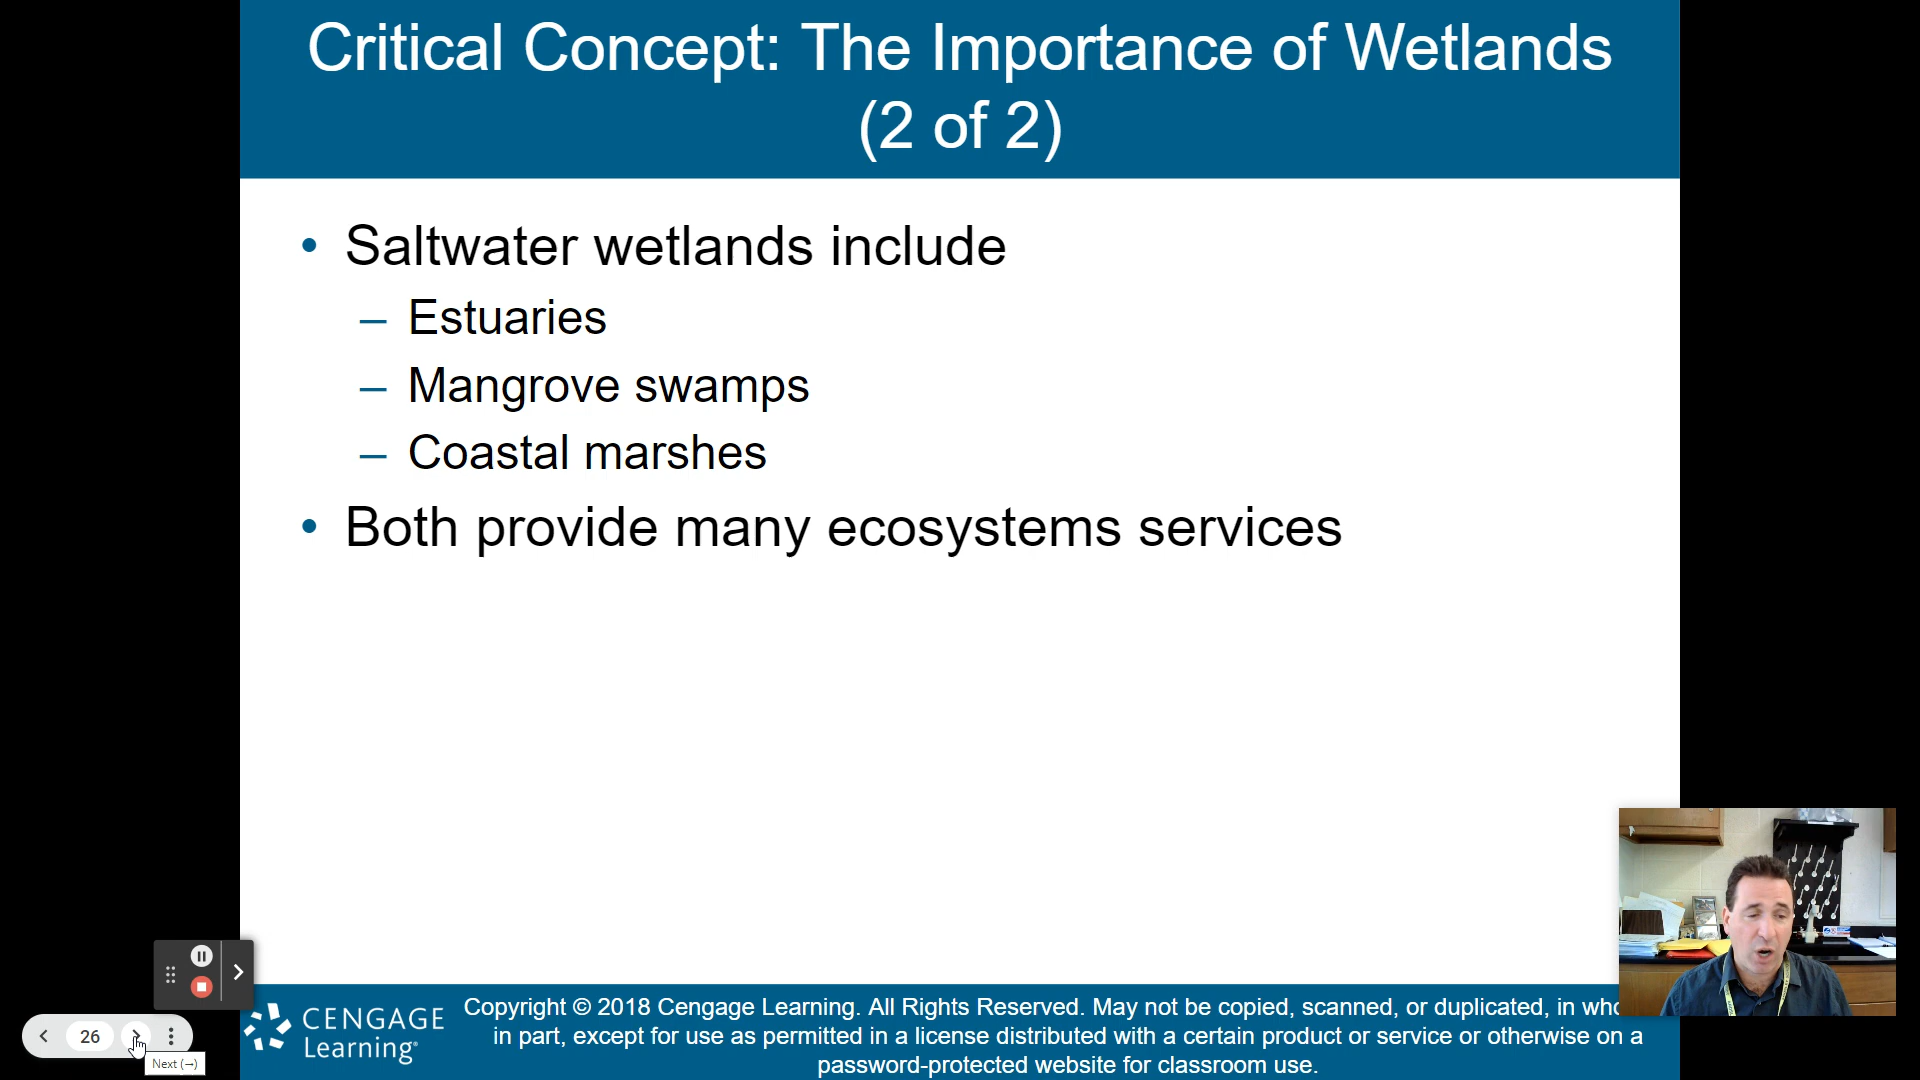 Critical Concept: The Importance of Wetlands
(2 of 2)
• Saltwater wetlands include
– Estuaries
– Mangrove swamps
– Coastal marshes
• Both provide many ecosystems services
CENGAGE
Learning®
Copyright © 2018 Cengage Learning. All Rights Reserved. May not be copied, scanned, or duplicated, in
in part, except for use as permitted in a license distributed with a certain product or service or otherwise on a
password-protected website for classroom use.
26
Next (→)